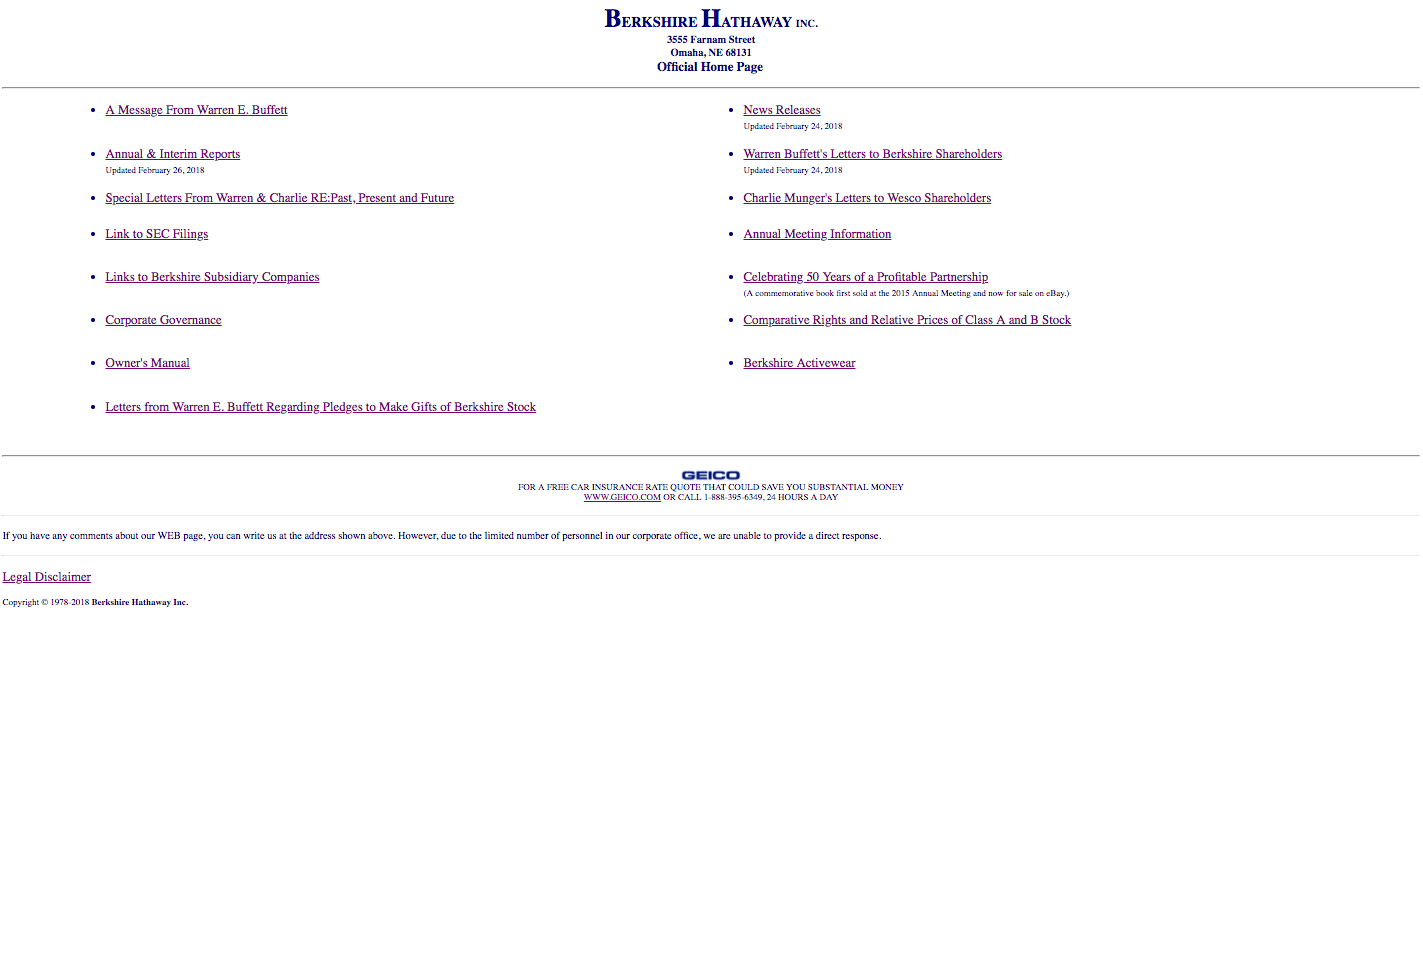 BERKSHIRE HATHAWAY INC.
3555 Farnam Street
Omaha, NE 68131
Official Home Page
A Message From Warren E. Buffett
News Releases
Updated February 24, 2018
Annual & Interim Reports
Updated February 26, 2018
Warren Buffett's Letters to Berkshire Shareholders
Updated February 24, 2018
Special Letters From Warren & Charlie RE:Past, Present and Future
Charlie Munger's Letters to Wesco Shareholders
Link to SEC Filings
Annual Meeting Information
Links to Berkshire Subsidiary Companies
Celebrating 50 Years of a Profitable Partnership
(A commemorative book first sold at the 2015 Annual Meeting and now for sale on eBay.)
Corporate Governance
Comparative Rights and Relative Prices of Class A and B Stock
Owner's Manual
Berkshire Activewear
Letters from Warren E. Buffett Regarding Pledges to Make Gifts of Berkshire Stock
GEICO
FOR A FREE CAR INSURANCE RATE QUOTE THAT COULD SAVE YOU SUBSTANTIAL MONEY
WWW.GEICO.COM OR CALL 1-888-395-6349, 24 HOURS A DAY
If you have any comments about our WEB page, you can write us at the address shown above. However, due to the limited number of personnel in our corporate office, we are unable to provide a direct response.
Legal Disclaimer
Copyright © 1978-2018 Berkshire Hathaway Inc.